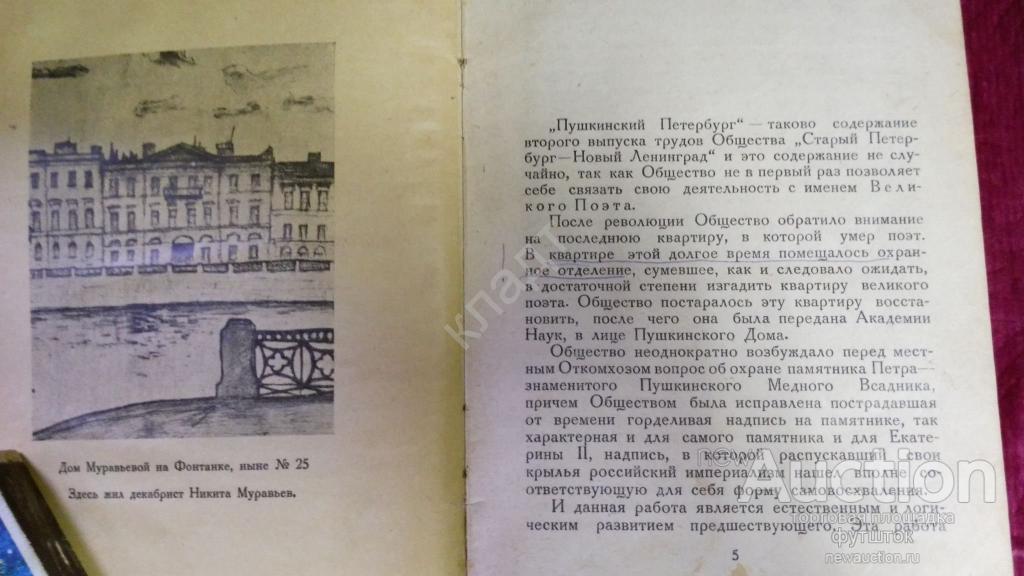 Дом Муравьевой на Фонтанке, ныне № 25
Здесь жил декабрист Никита Муравьев.
„Пушкинский Петербург“ — таково содержание
второго выпуска трудов Общества „Старый Петер-
бург—Новый Ленинград“ и это содержание не слу-
чайно, так как Общество не в первый раз позволяет
себе связать свою деятельность с именем Вели-
кого Поэта.
После революции Общество обратило внимание
на последнюю квартиру, в которой умер поэт.
В квартире этой долгое время помещалось охран-
ное отделение, сумевшее, как и следовало ожидать,
в достаточной степени изгадить квартиру великого
поэта. Общество постаралось эту квартиру восста-
новить, после чего она была передана Академии
Наук, в лице Пушкинского Дома.
Общество неоднократно возбуждало перед мест-
ным Откомхозом вопрос об охране памятника Петра—
знаменитого Пушкинского Медного Всадника,
причем Обществом была исправлена пострадавшая
от времени горделивая надпись на памятнике, так
характерная и для самого памятника и для Екате-
рины II, надпись, в которой распускавший свои
крылья российский империализм нашел вполне со-
ответствующую для себя форму самовосхваления.
И данная работа является естественным и логи-
ческим развитием предшествующего. Эта работа
5
клад
new
Auction
торговая площадка
футшток
newauction.ru